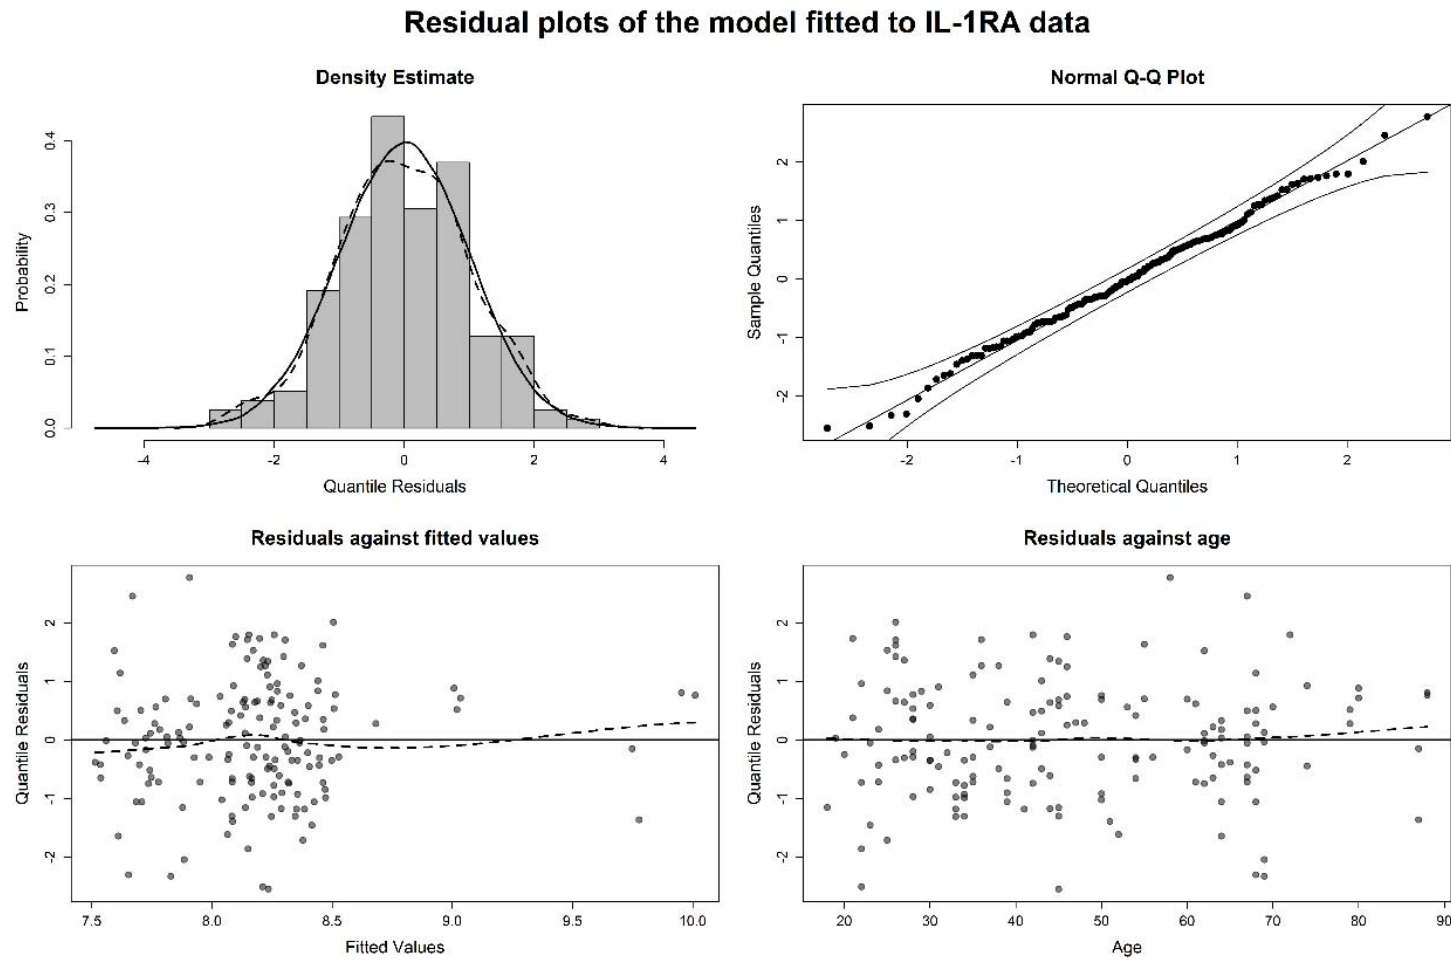 Residual plots of the model fitted to IL-1RA data
Density Estimate
Probability
0.4
0.3
0.2
0.1
0.0
-4 -2 0 2 4
Quantile Residuals
Normal Q-Q Plot
Sample Quantiles
2
1
0
-1
-2
-2 -1 0 1 2
Theoretical Quantiles
Residuals against fitted values
Quantile Residuals
2
1
0
-1
-2
7.5 8.0 8.5 9.0 9.5 10.0
Fitted Values
Residuals against age
Quantile Residuals
2
1
0
-1
-2
20 30 40 50 60 70 80 90
Age